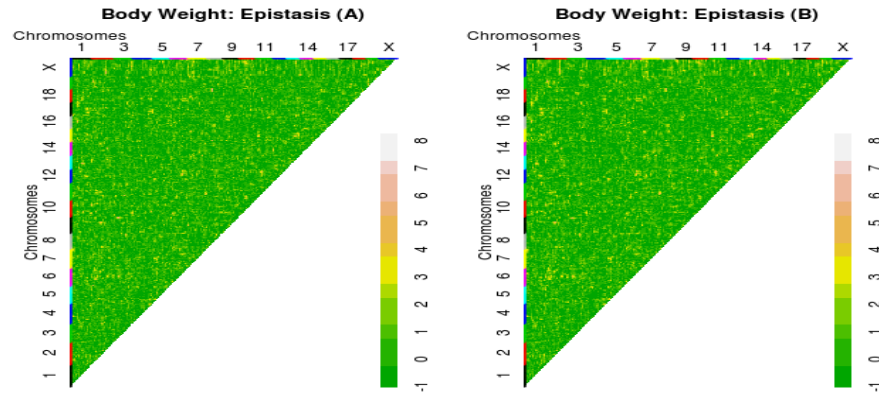 Body Weight: Epistasis (A)
Chromosomes
1 3 5 7 9 11 14 17 X
Chromosomes
1 2 3 4 5 6 7 8 10 12 14 16 18 X
-1 0 1 2 3 4 5 6 7 8
Body Weight: Epistasis (B)
Chromosomes
1 3 5 7 9 11 14 17 X
Chromosomes
1 2 3 4 5 6 7 8 10 12 14 16 18 X
-1 0 1 2 3 4 5 6 7 8